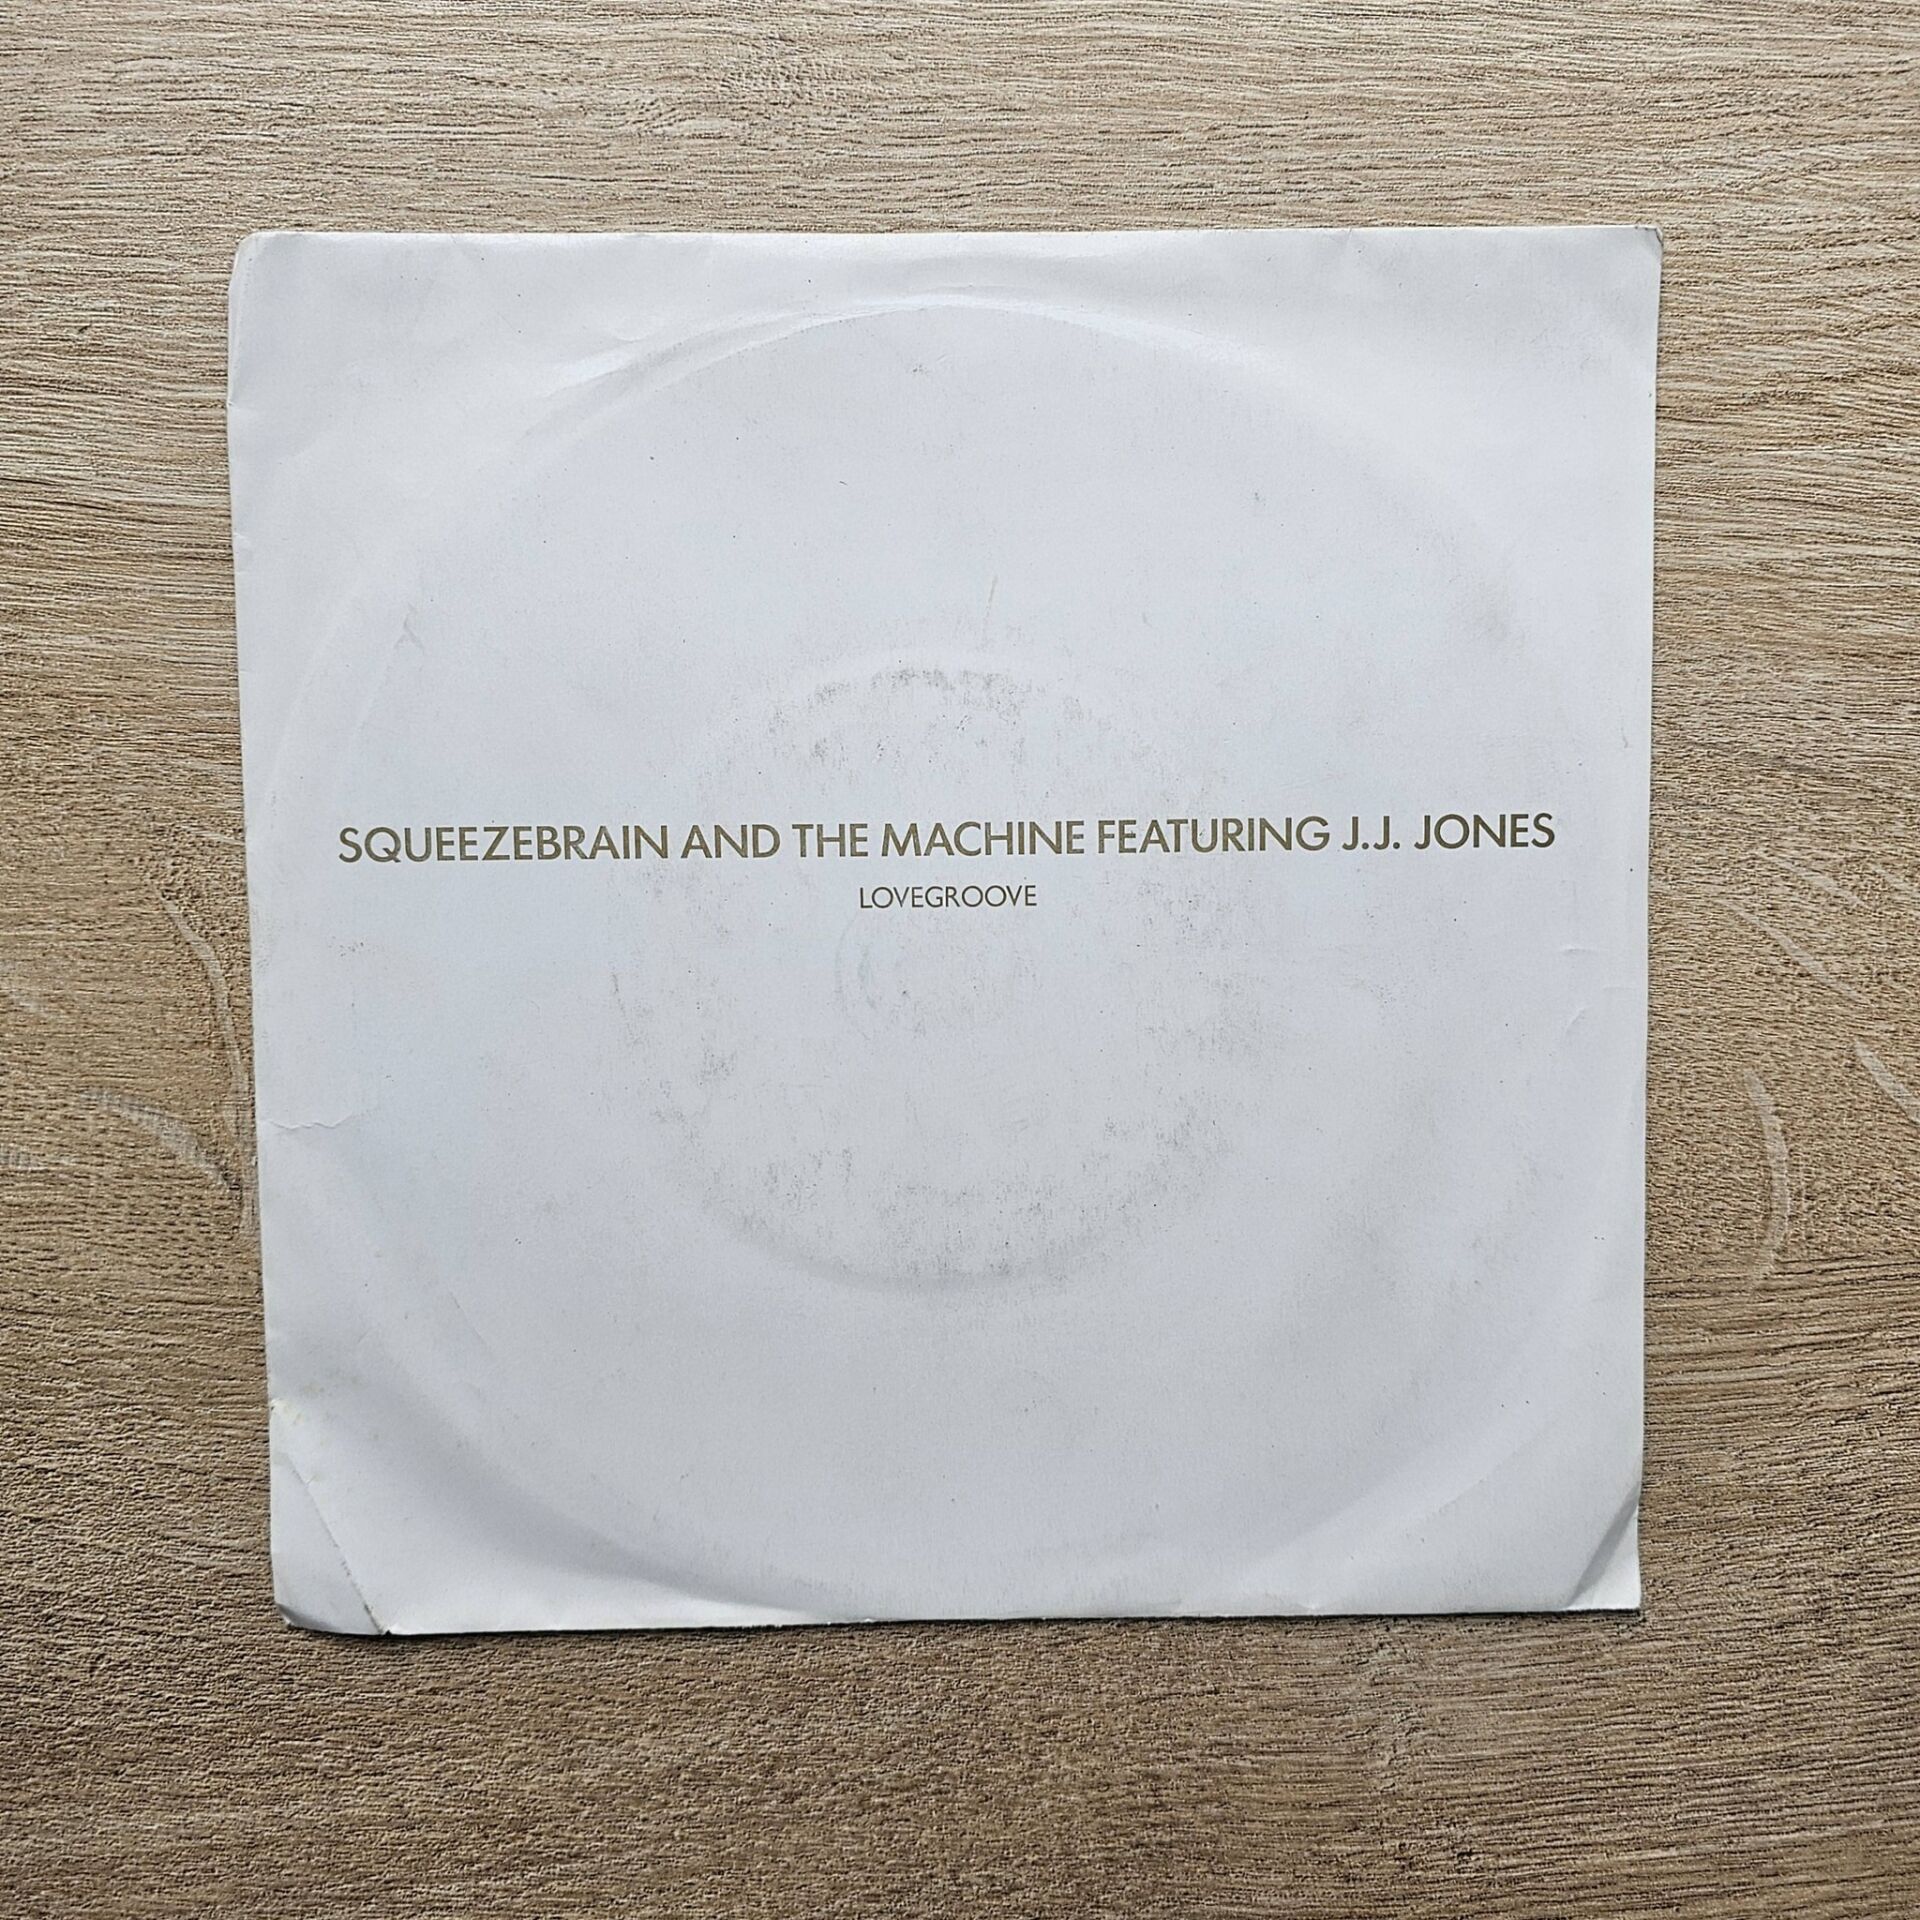 SQUEEZEBRAIN AND THE MACHINE FEATURING J.J. JONES
LOVEGROOVE